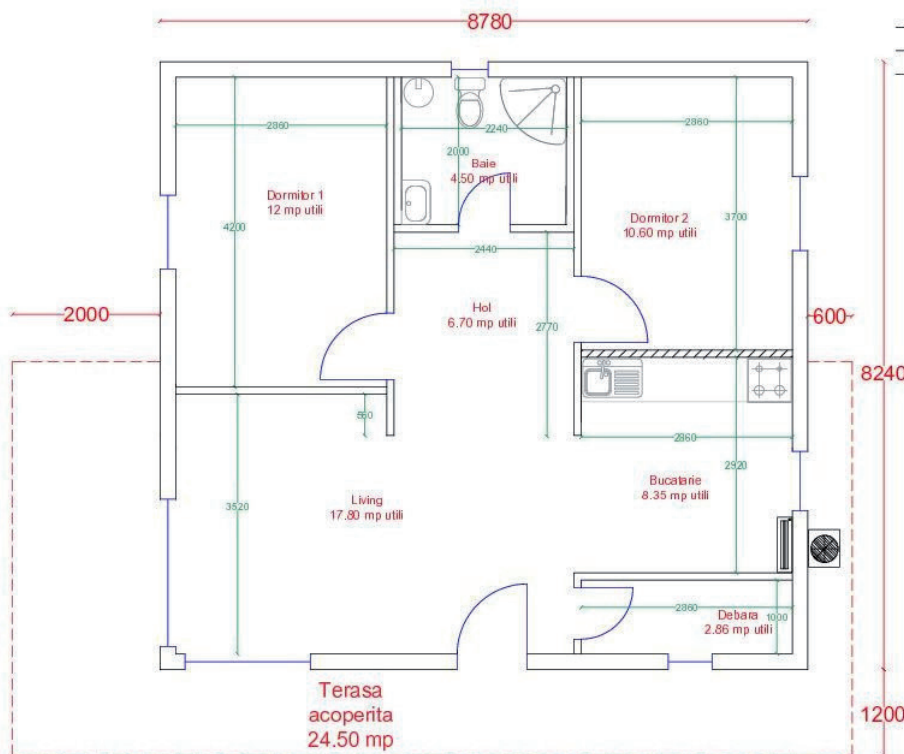 8780
2860
2240
2860
2000
Baie
4.50 mp utili
Dormitor 1
12 mp utili
4200
Dormitor 2
10.60 mp utili
3700
2440
2000
Hol
6.70 mp utili
2770
600
8240
560
2860
2920
Bucatarie
8.35 mp utili
3520
Living
17.80 mp utili
2860
1000
Debara
2.86 mp utili
Terasa
acoperita
24.50 mp
1200